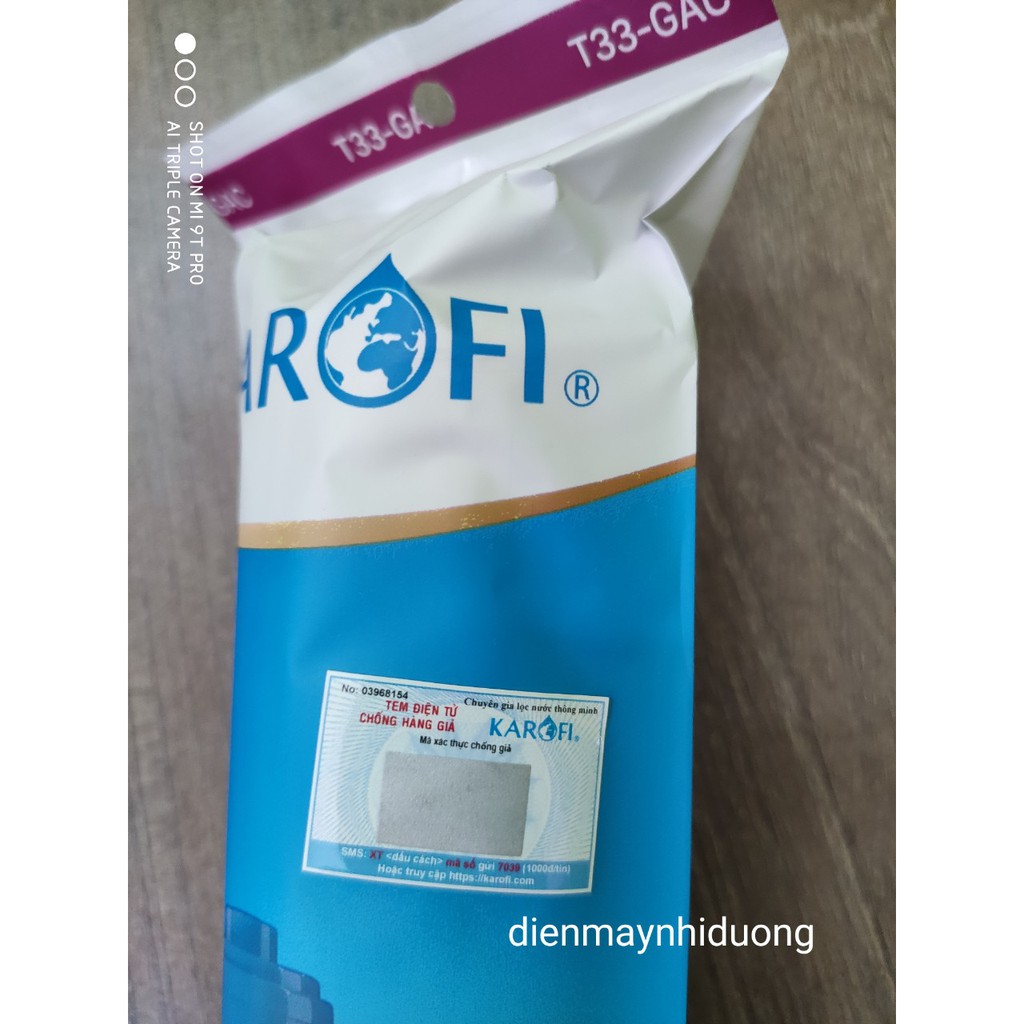 SHOT ON MI 9T PRO
AI TRIPLE CAMERA
T33-GAC
T33-GAC
GAC
KAROFI®
No: 03968154
Chuyên gia lọc nước thông minh
TEM ĐIỆN TỬ
CHỐNG HÀNG GIẢ
KAROFI®
Mã xác thực chống giả
SMS: XT <dấu cách> mã số gửi 7039 (1000đ/tin)
Hoặc truy cập https://karofi.com
dienmaynhiduong